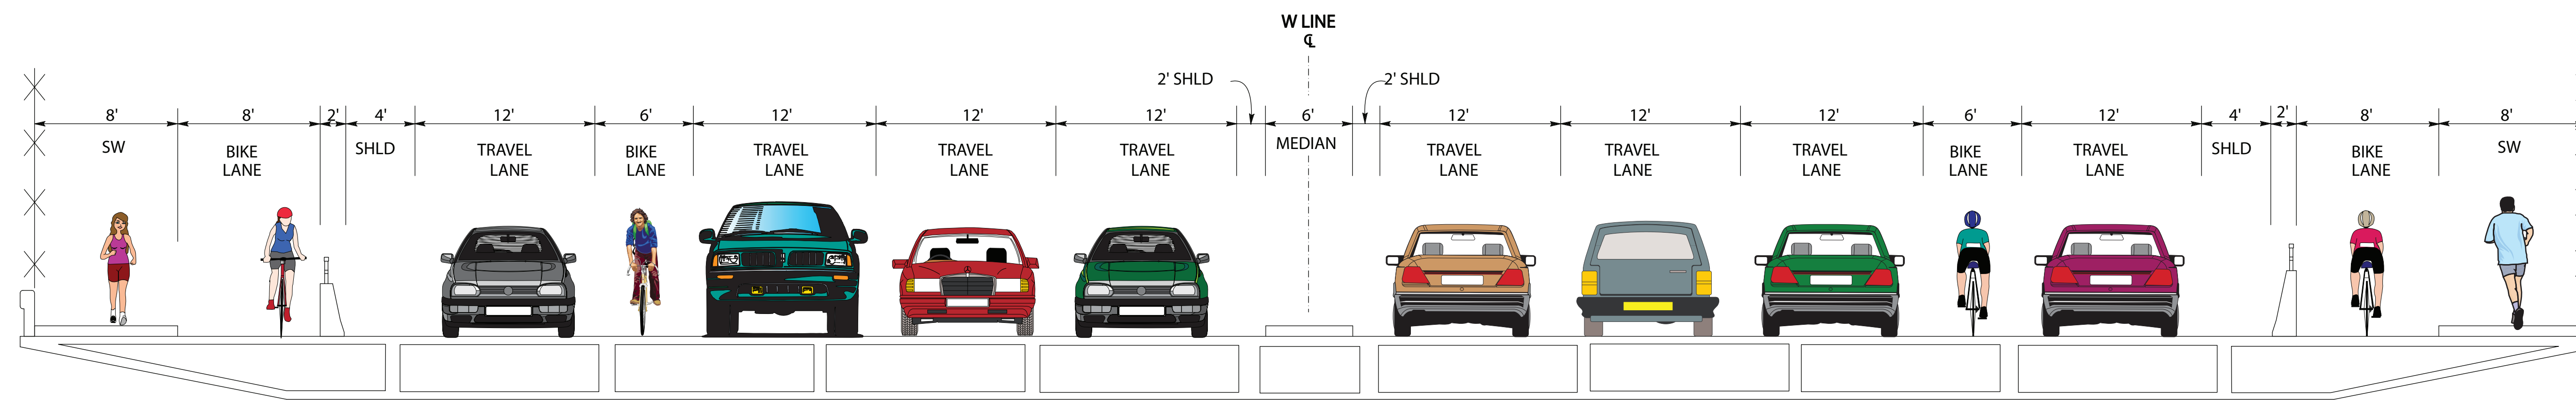 W LINE
℄
2' SHLD
2' SHLD
8' 8' 2' 4' 12' 6' 12' 12' 12' 6' 12' 12' 12' 6' 12' 4' 2' 8' 8'
SW
BIKE
LANE
SHLD
TRAVEL
LANE
BIKE
LANE
TRAVEL
LANE
TRAVEL
LANE
TRAVEL
LANE
MEDIAN
TRAVEL
LANE
TRAVEL
LANE
TRAVEL
LANE
BIKE
LANE
TRAVEL
LANE
SHLD
BIKE
LANE
SW